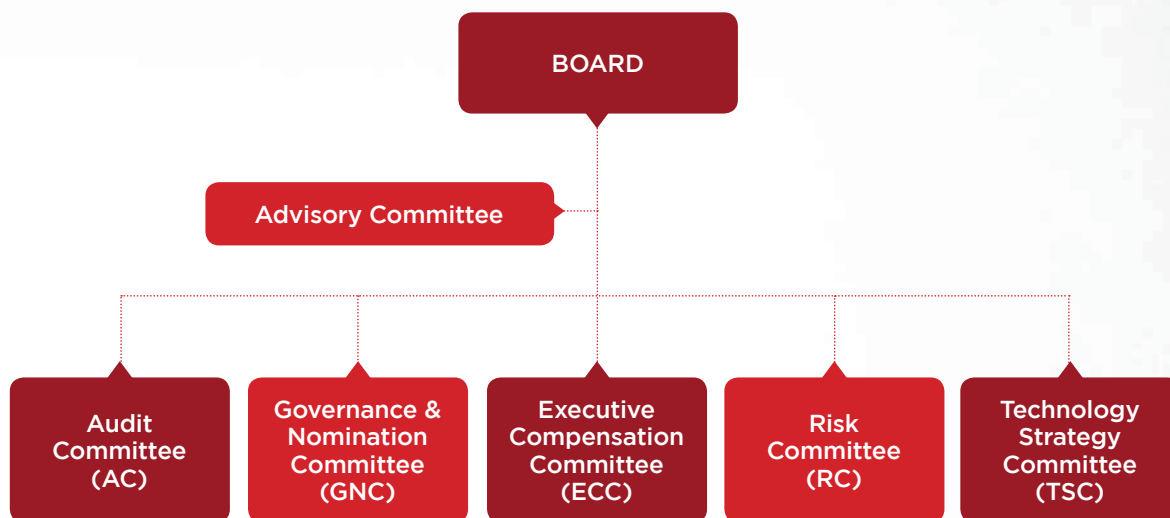 BOARD
Advisory Committee
Audit
Committee
(AC)
Governance &
Nomination
Committee
(GNC)
Executive
Compensation
Committee
(ECC)
Risk
Committee
(RC)
Technology
Strategy
Committee
(TSC)